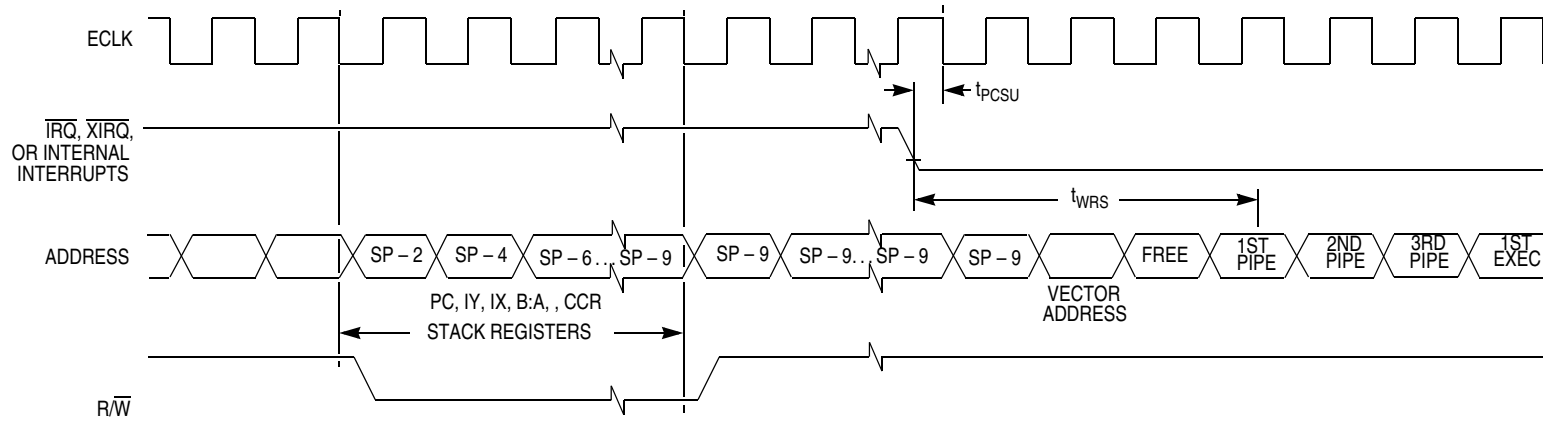 ECLK
tPCSU
IRQ, XIRQ,
OR INTERNAL
INTERRUPTS
tWRS
ADDRESS
SP – 2
SP – 4
SP – 6 . . . SP – 9
SP – 9
SP – 9 . . . SP – 9
SP – 9
FREE
1ST
PIPE
2ND
PIPE
3RD
PIPE
1ST
EXEC
VECTOR
ADDRESS
PC, IY, IX, B:A, , CCR
STACK REGISTERS
R/W